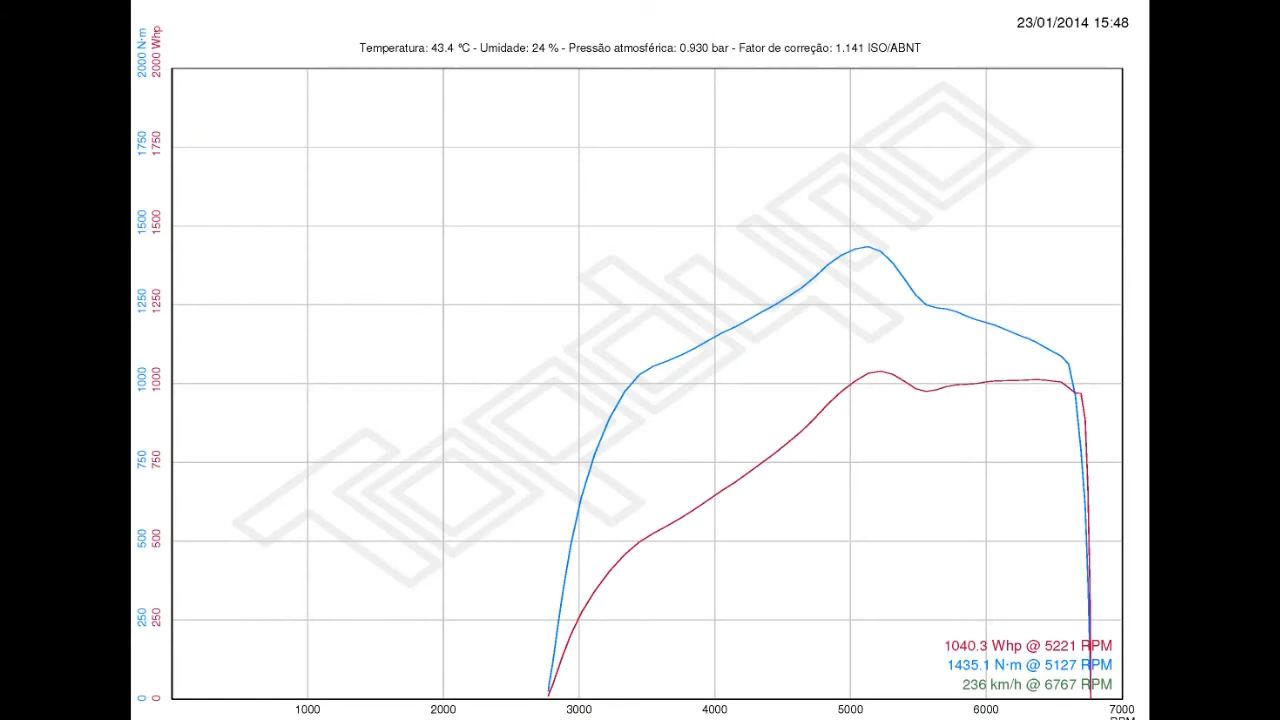 23/01/2014 15:48
Temperatura: 43.4 ºC - Umidade: 24 % - Pressão atmosférica: 0.930 bar - Fator de correção: 1.141 ISO/ABNT
2000 N·m
2000 Whp
1750 1750
1500 1500
1250 1250
1000 1000
750 750
500 500
250 250
0 0
TopDyno
1040.3 Whp @ 5221 RPM
1435.1 N·m @ 5127 RPM
236 km/h @ 6767 RPM
1000 2000 3000 4000 5000 6000 7000
RPM